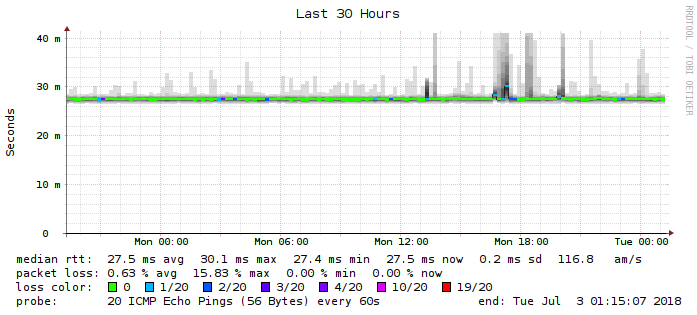 Last 30 Hours
RRDTOOL / TOBI OETIKER
Seconds
40 m
30 m
20 m
10 m
0
Mon 00:00 Mon 06:00 Mon 12:00 Mon 18:00 Tue 00:00
median rtt: 27.5 ms avg 30.1 ms max 27.4 ms min 27.5 ms now 0.2 ms sd 116.8 am/s
packet loss: 0.63 % avg 15.83 % max 0.00 % min 0.00 % now
loss color: 0 1/20 2/20 3/20 4/20 10/20 19/20
probe: 20 ICMP Echo Pings (56 Bytes) every 60s end: Tue Jul 3 01:15:07 2018